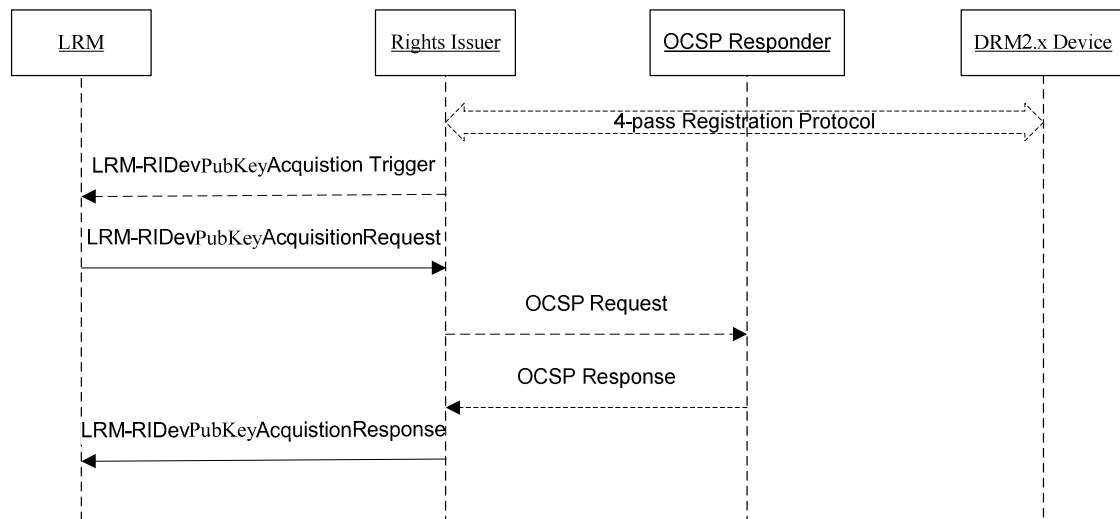 LRM
Rights Issuer
OCSP Responder
DRM2.x Device
4-pass Registration Protocol
LRM-RIDevPubKeyAcquistion Trigger
LRM-RIDevPubKeyAcquisitionRequest
OCSP Request
OCSP Response
LRM-RIDevPubKeyAcquistionResponse